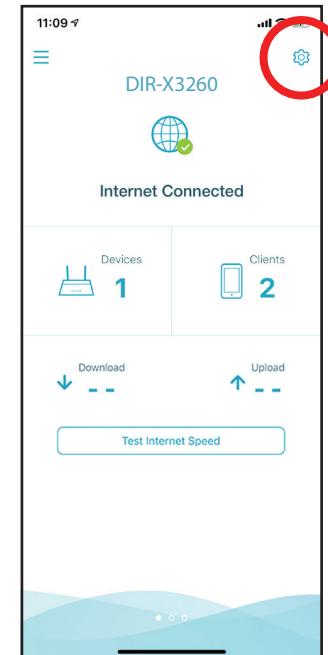 11:09
DIR-X3260
Internet Connected
Devices
1
Clients
2
Download
– –
Upload
– –
Test Internet Speed